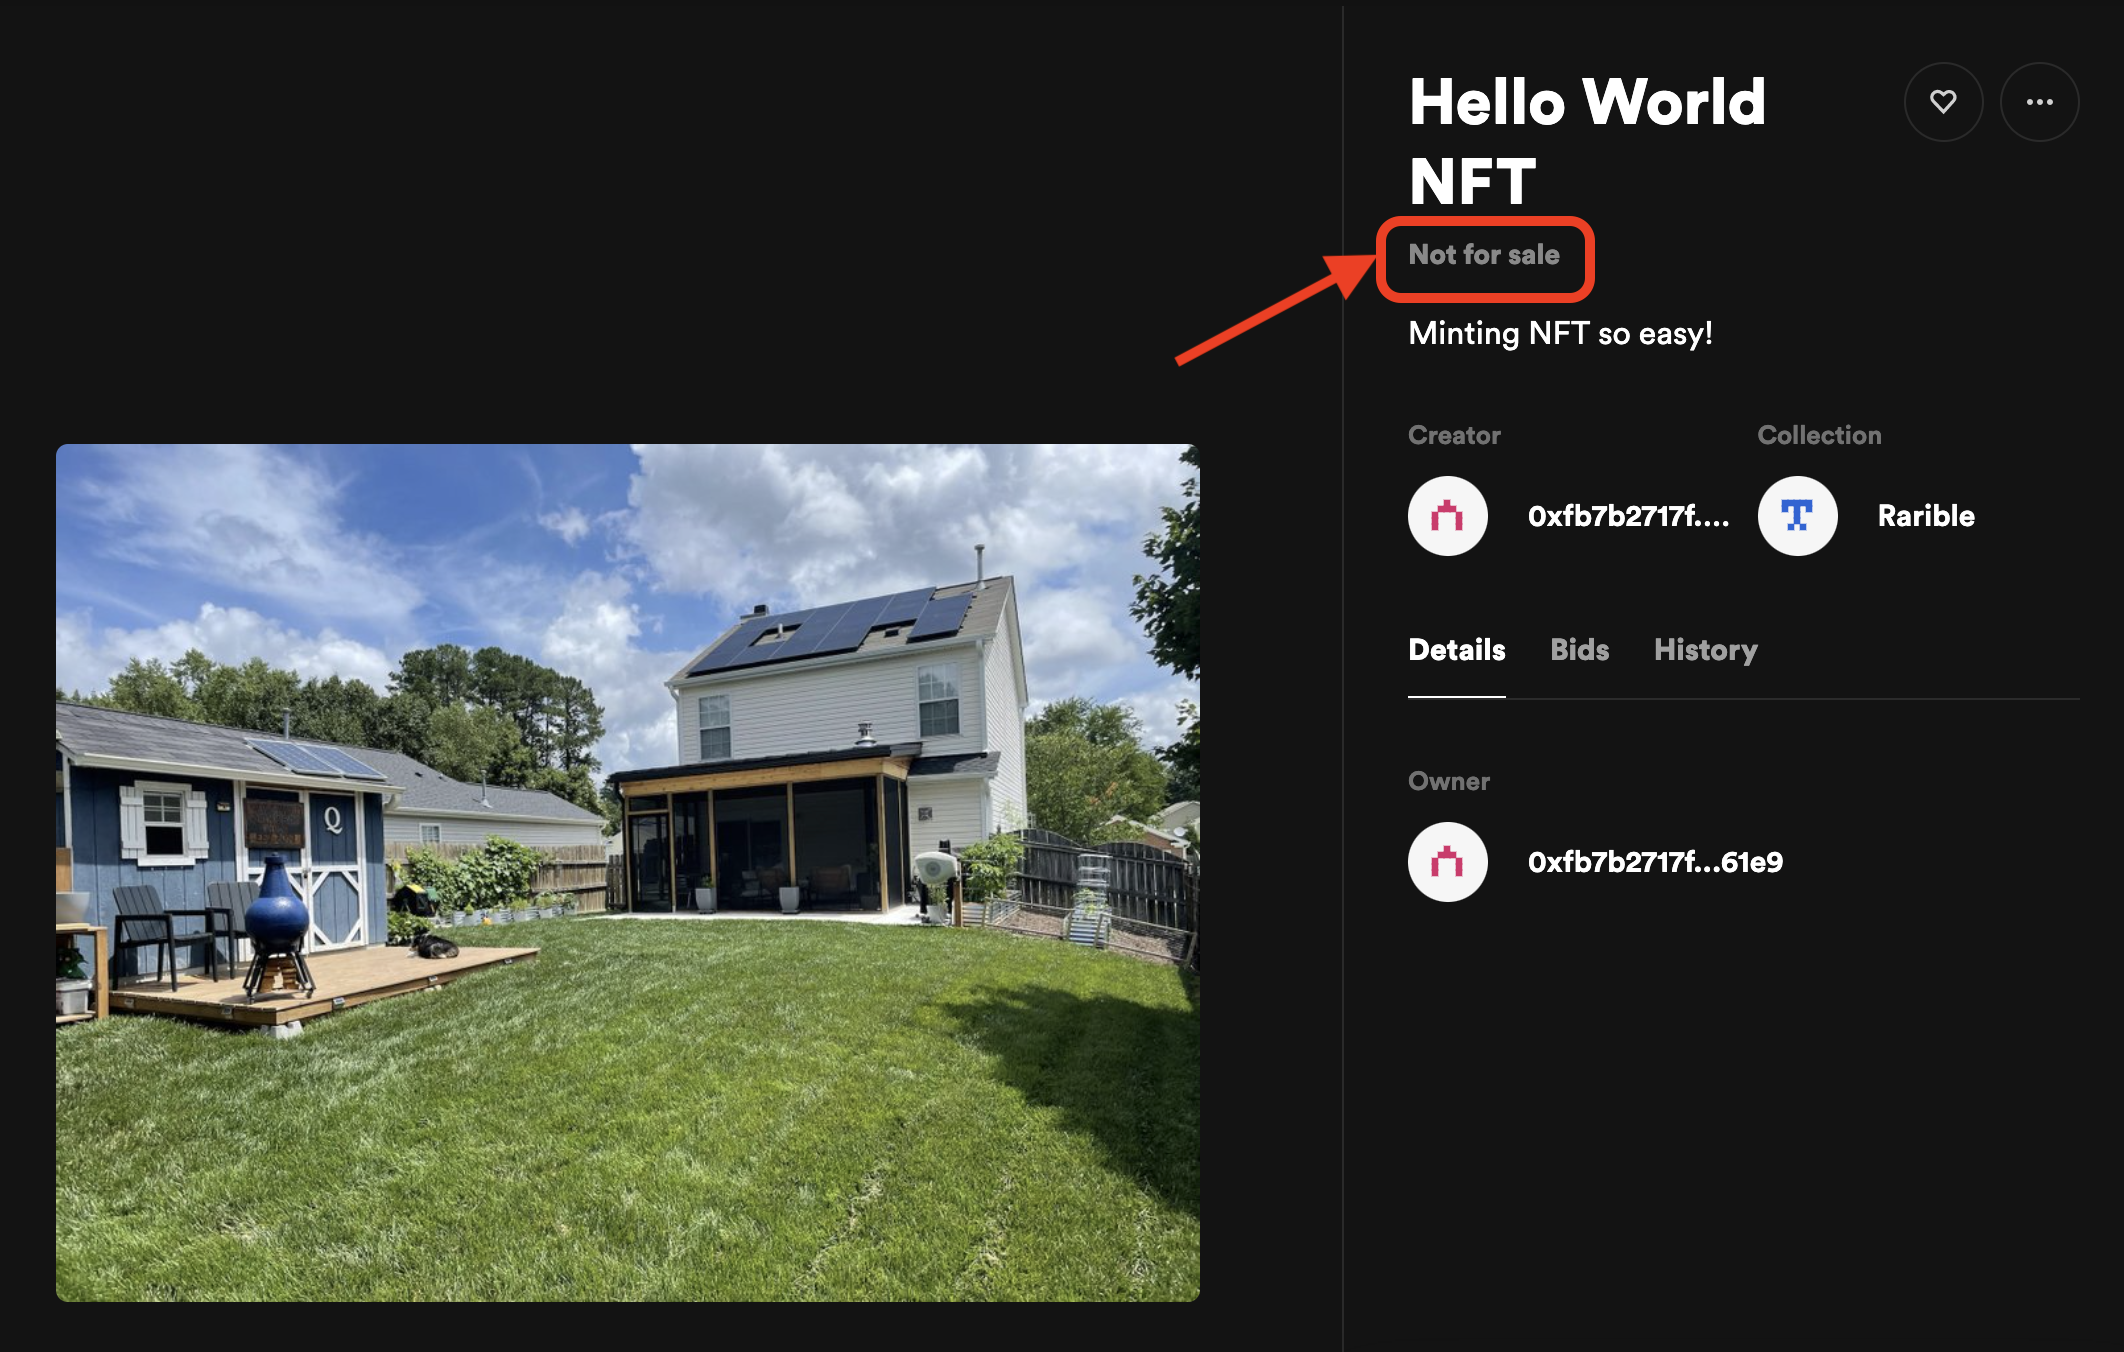 Hello World
NFT
Not for sale
Minting NFT so easy!
Creator
Collection
0xfb7b2717f....
Rarible
Details
Bids
History
Owner
0xfb7b2717f...61e9
Q